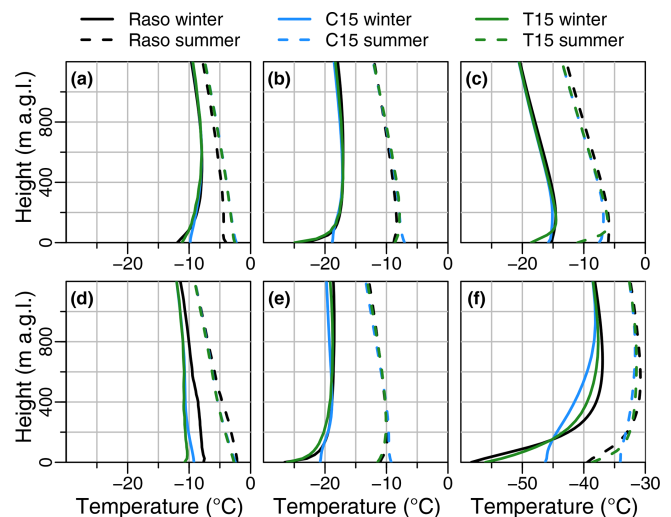 Raso winter C15 winter T15 winter
Raso summer C15 summer T15 summer
(a) (b) (c)
Height (m a.g.l.)
800
400
0
−20 −10 0 −20 −10 0 −20 −10 0
(d) (e) (f)
Height (m a.g.l.)
800
400
0
−20 −10 0 −20 −10 0 −50 −40 −30
Temperature (°C) Temperature (°C) Temperature (°C)